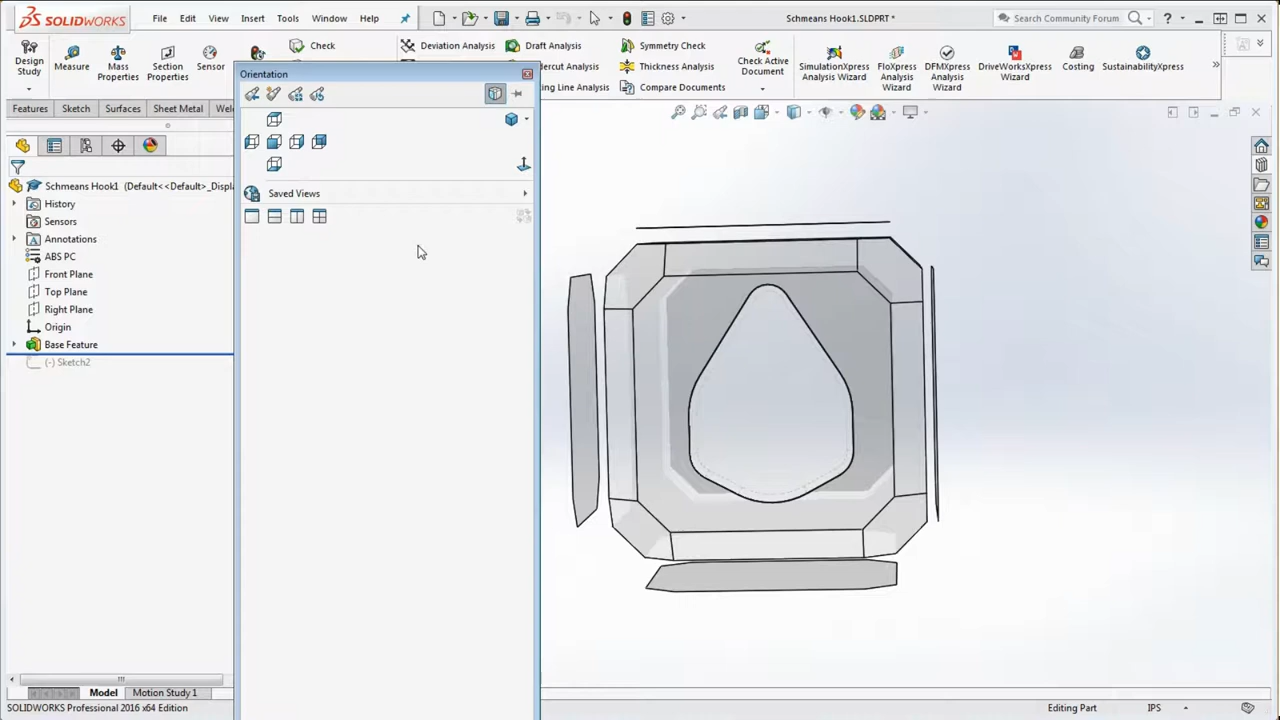 SOLIDWORKS File Edit View Insert Tools Window Help Schmeans Hook1.SLDPRT * Search Community Forum ?
Design Study
Measure
Mass Properties
Section Properties
Sensor
Check
Deviation Analysis
Draft Analysis
Undercut Analysis
ting Line Analysis
Symmetry Check
Thickness Analysis
Compare Documents
Check Active Document
SimulationXpress Analysis Wizard
FloXpress Analysis Wizard
DFMXpress Analysis Wizard
DriveWorksXpress Wizard
Costing
SustainabilityXpress
Features Sketch Surfaces Sheet Metal Wel
Orientation
Saved Views
Schmeans Hook1 (Default<<Default>_Displa
History
Sensors
Annotations
ABS PC
Front Plane
Top Plane
Right Plane
Origin
Base Feature
(-) Sketch2
Model Motion Study 1
SOLIDWORKS Professional 2016 x64 Edition Editing Part IPS